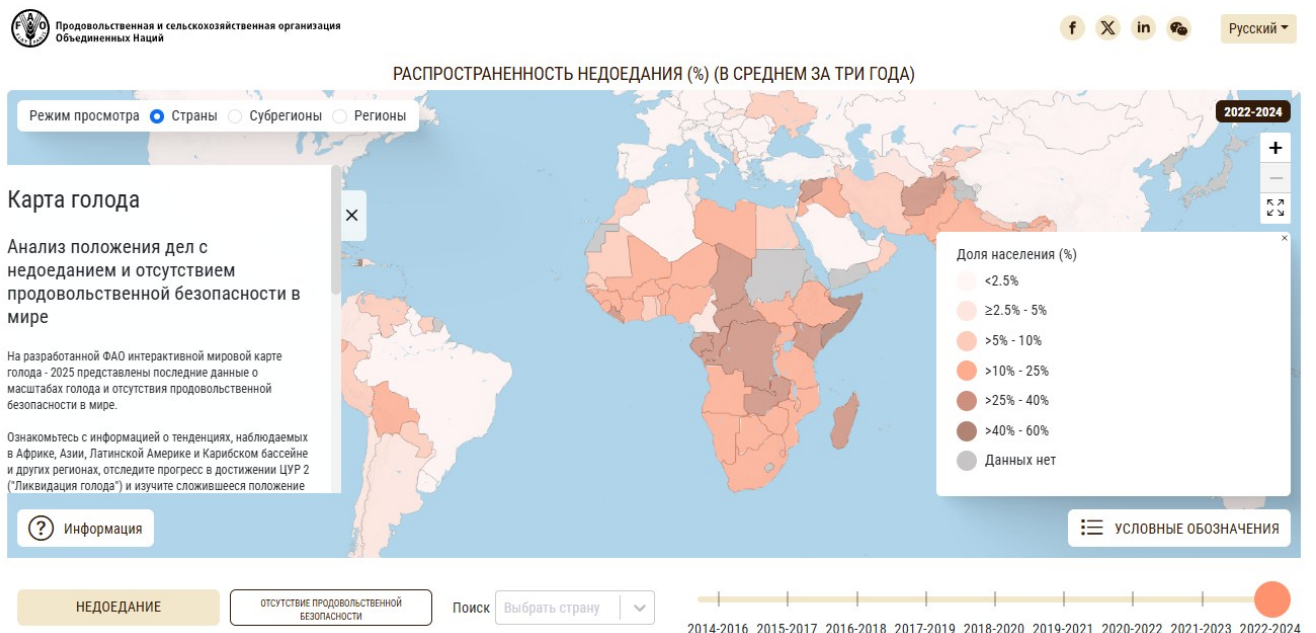 Продовольственная и сельскохозяйственная организация
Объединенных Наций
Русский
РАСПРОСТРАНЕННОСТЬ НЕДОЕДАНИЯ (%) (В СРЕДНЕМ ЗА ТРИ ГОДА)
Режим просмотра Страны Субрегионы Регионы
2022-2024
Карта голода
Анализ положения дел с
недоеданием и отсутствием
продовольственной безопасности в
мире
На разработанной ФАО интерактивной мировой карте
голода - 2025 представлены последние данные о
масштабах голода и отсутствия продовольственной
безопасности в мире.
Ознакомьтесь с информацией о тенденциях, наблюдаемых
в Африке, Азии, Латинской Америке и Карибском бассейне
и других регионах, отследите прогресс в достижении ЦУР 2
("Ликвидация голода") и изучите сложившееся положение
Доля населения (%)
<2.5%
≥2.5% - 5%
>5% - 10%
>10% - 25%
>25% - 40%
>40% - 60%
Данных нет
Информация
УСЛОВНЫЕ ОБОЗНАЧЕНИЯ
НЕДОЕДАНИЕ
ОТСУТСТВИЕ ПРОДОВОЛЬСТВЕННОЙ
БЕЗОПАСНОСТИ
Поиск Выбрать страну
2014-2016 2015-2017 2016-2018 2017-2019 2018-2020 2019-2021 2020-2022 2021-2023 2022-2024